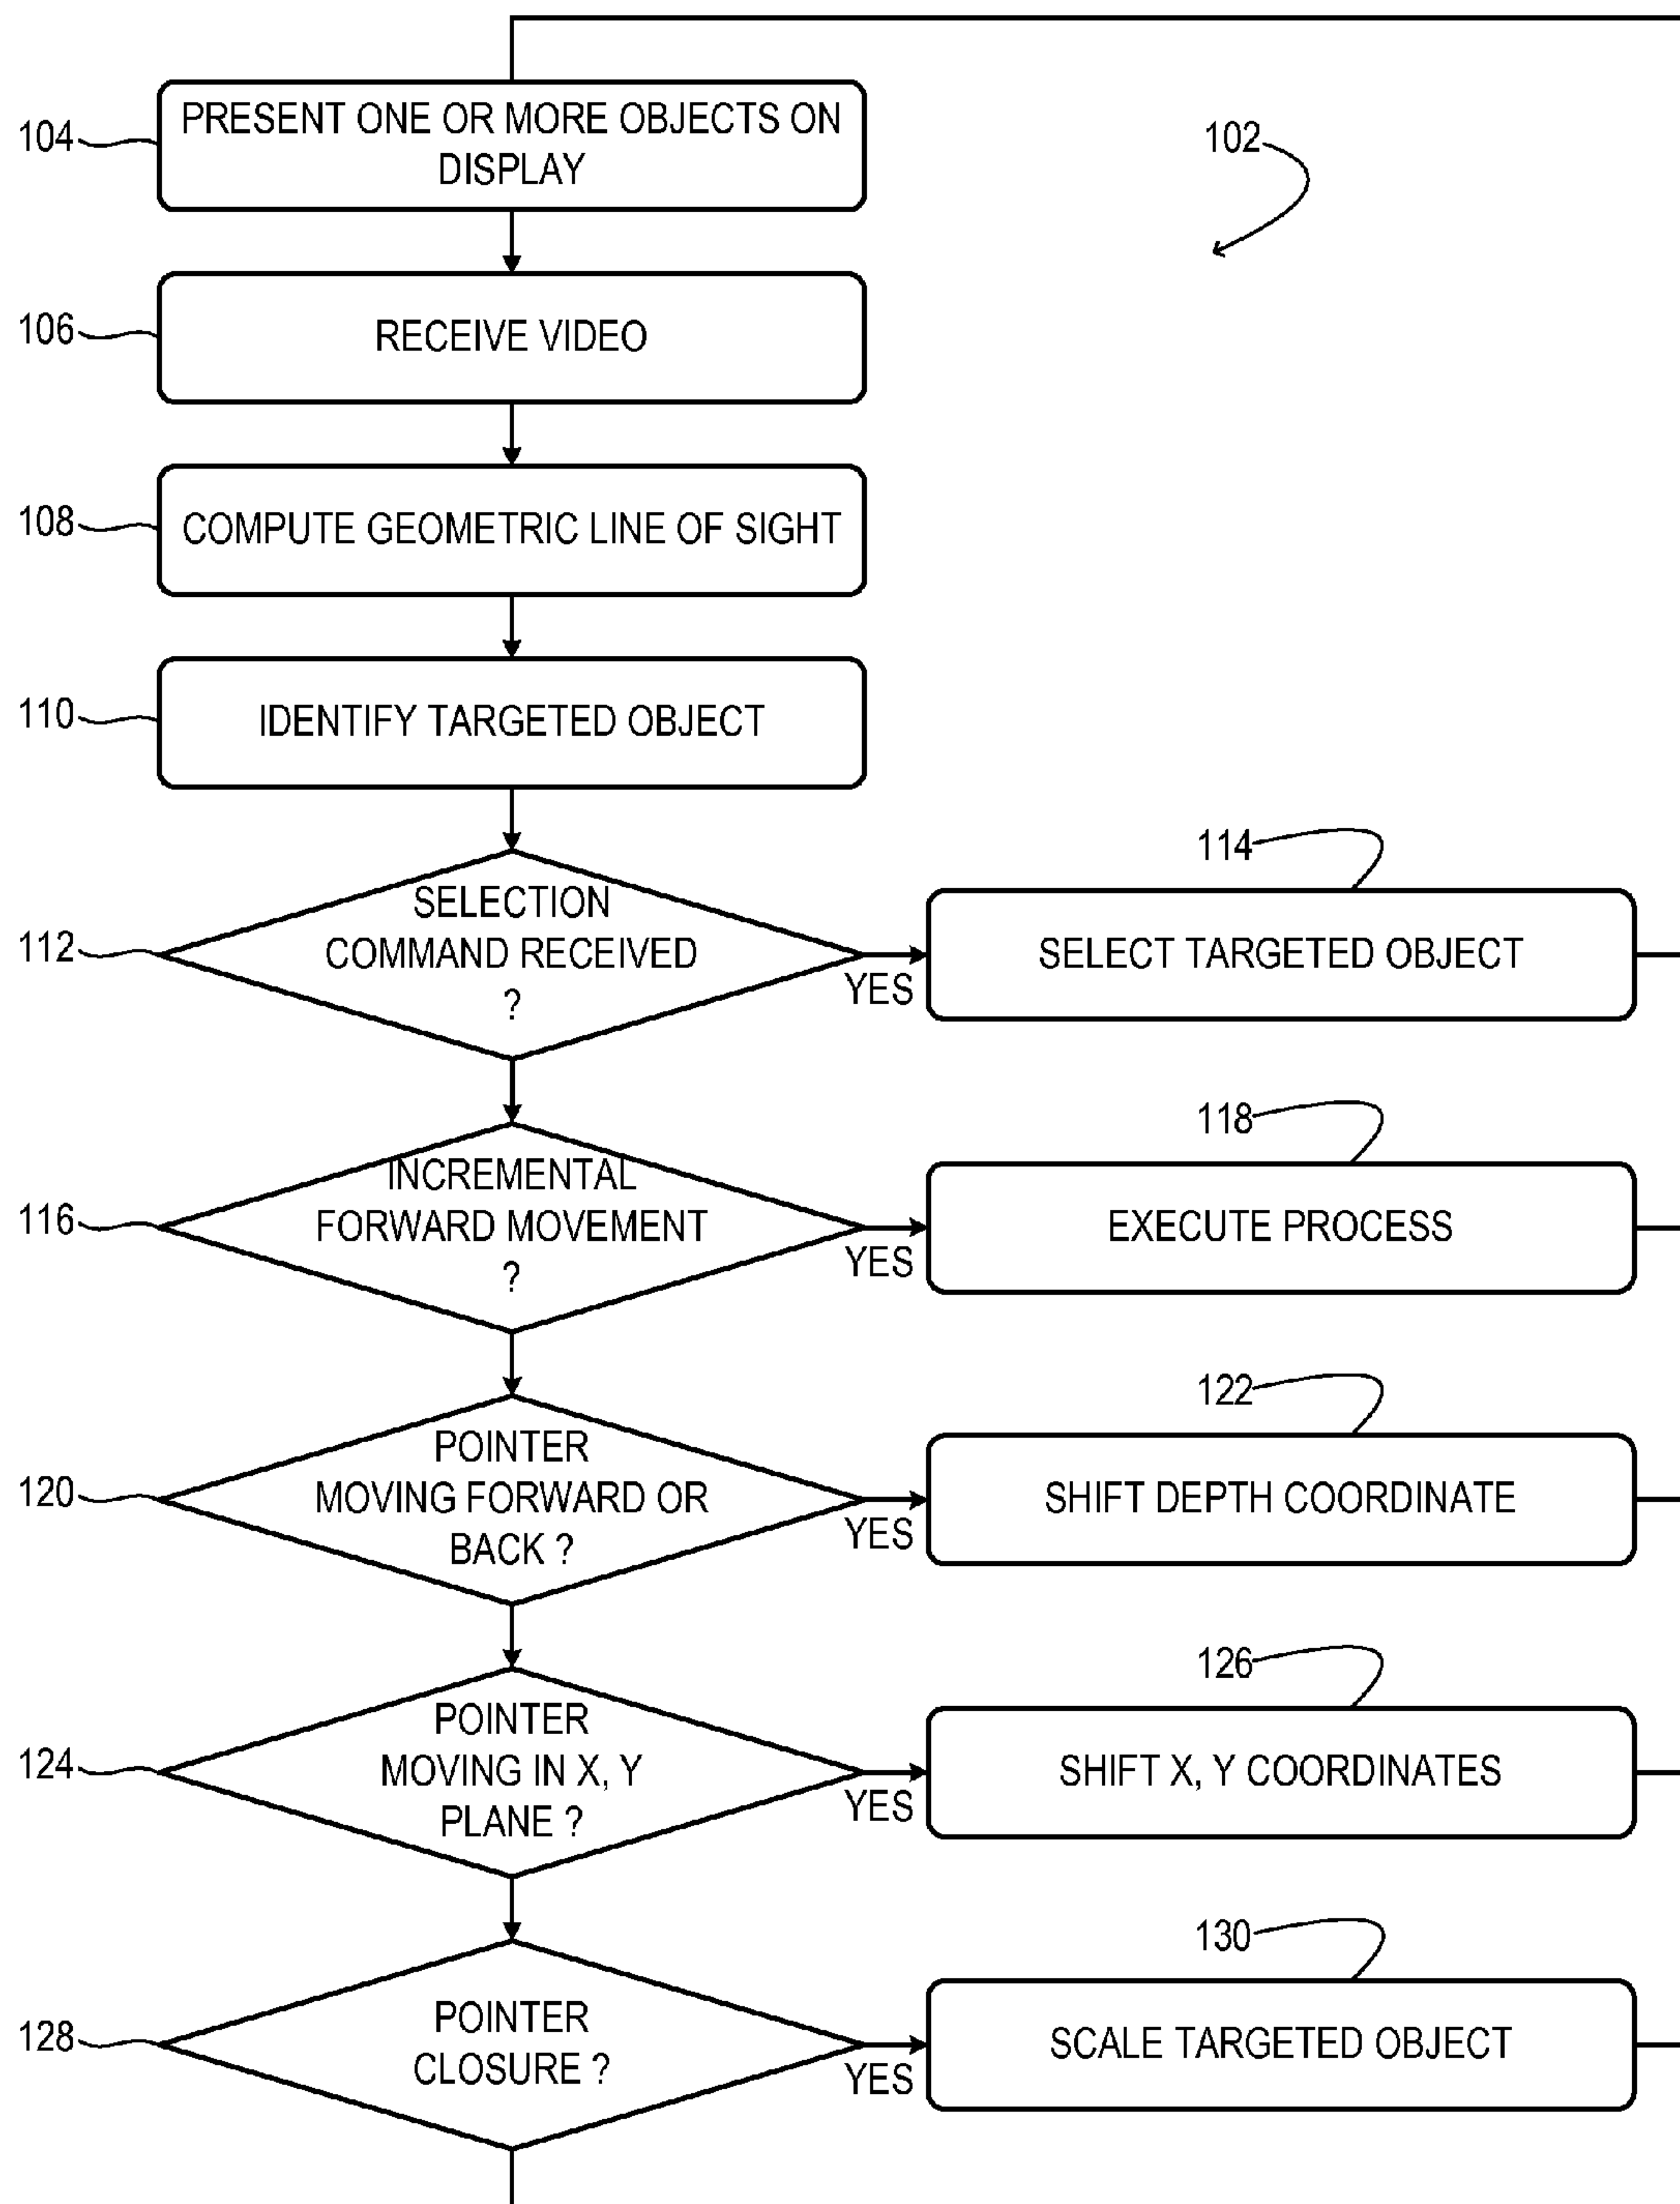 104
PRESENT ONE OR MORE OBJECTS ON
DISPLAY
102
106
RECEIVE VIDEO
108
COMPUTE GEOMETRIC LINE OF SIGHT
110
IDENTIFY TARGETED OBJECT
112
SELECTION
COMMAND RECEIVED
?
YES
114
SELECT TARGETED OBJECT
116
INCREMENTAL
FORWARD MOVEMENT
?
YES
118
EXECUTE PROCESS
120
POINTER
MOVING FORWARD OR
BACK ?
YES
122
SHIFT DEPTH COORDINATE
124
POINTER
MOVING IN X, Y
PLANE ?
YES
126
SHIFT X, Y COORDINATES
128
POINTER
CLOSURE ?
YES
130
SCALE TARGETED OBJECT